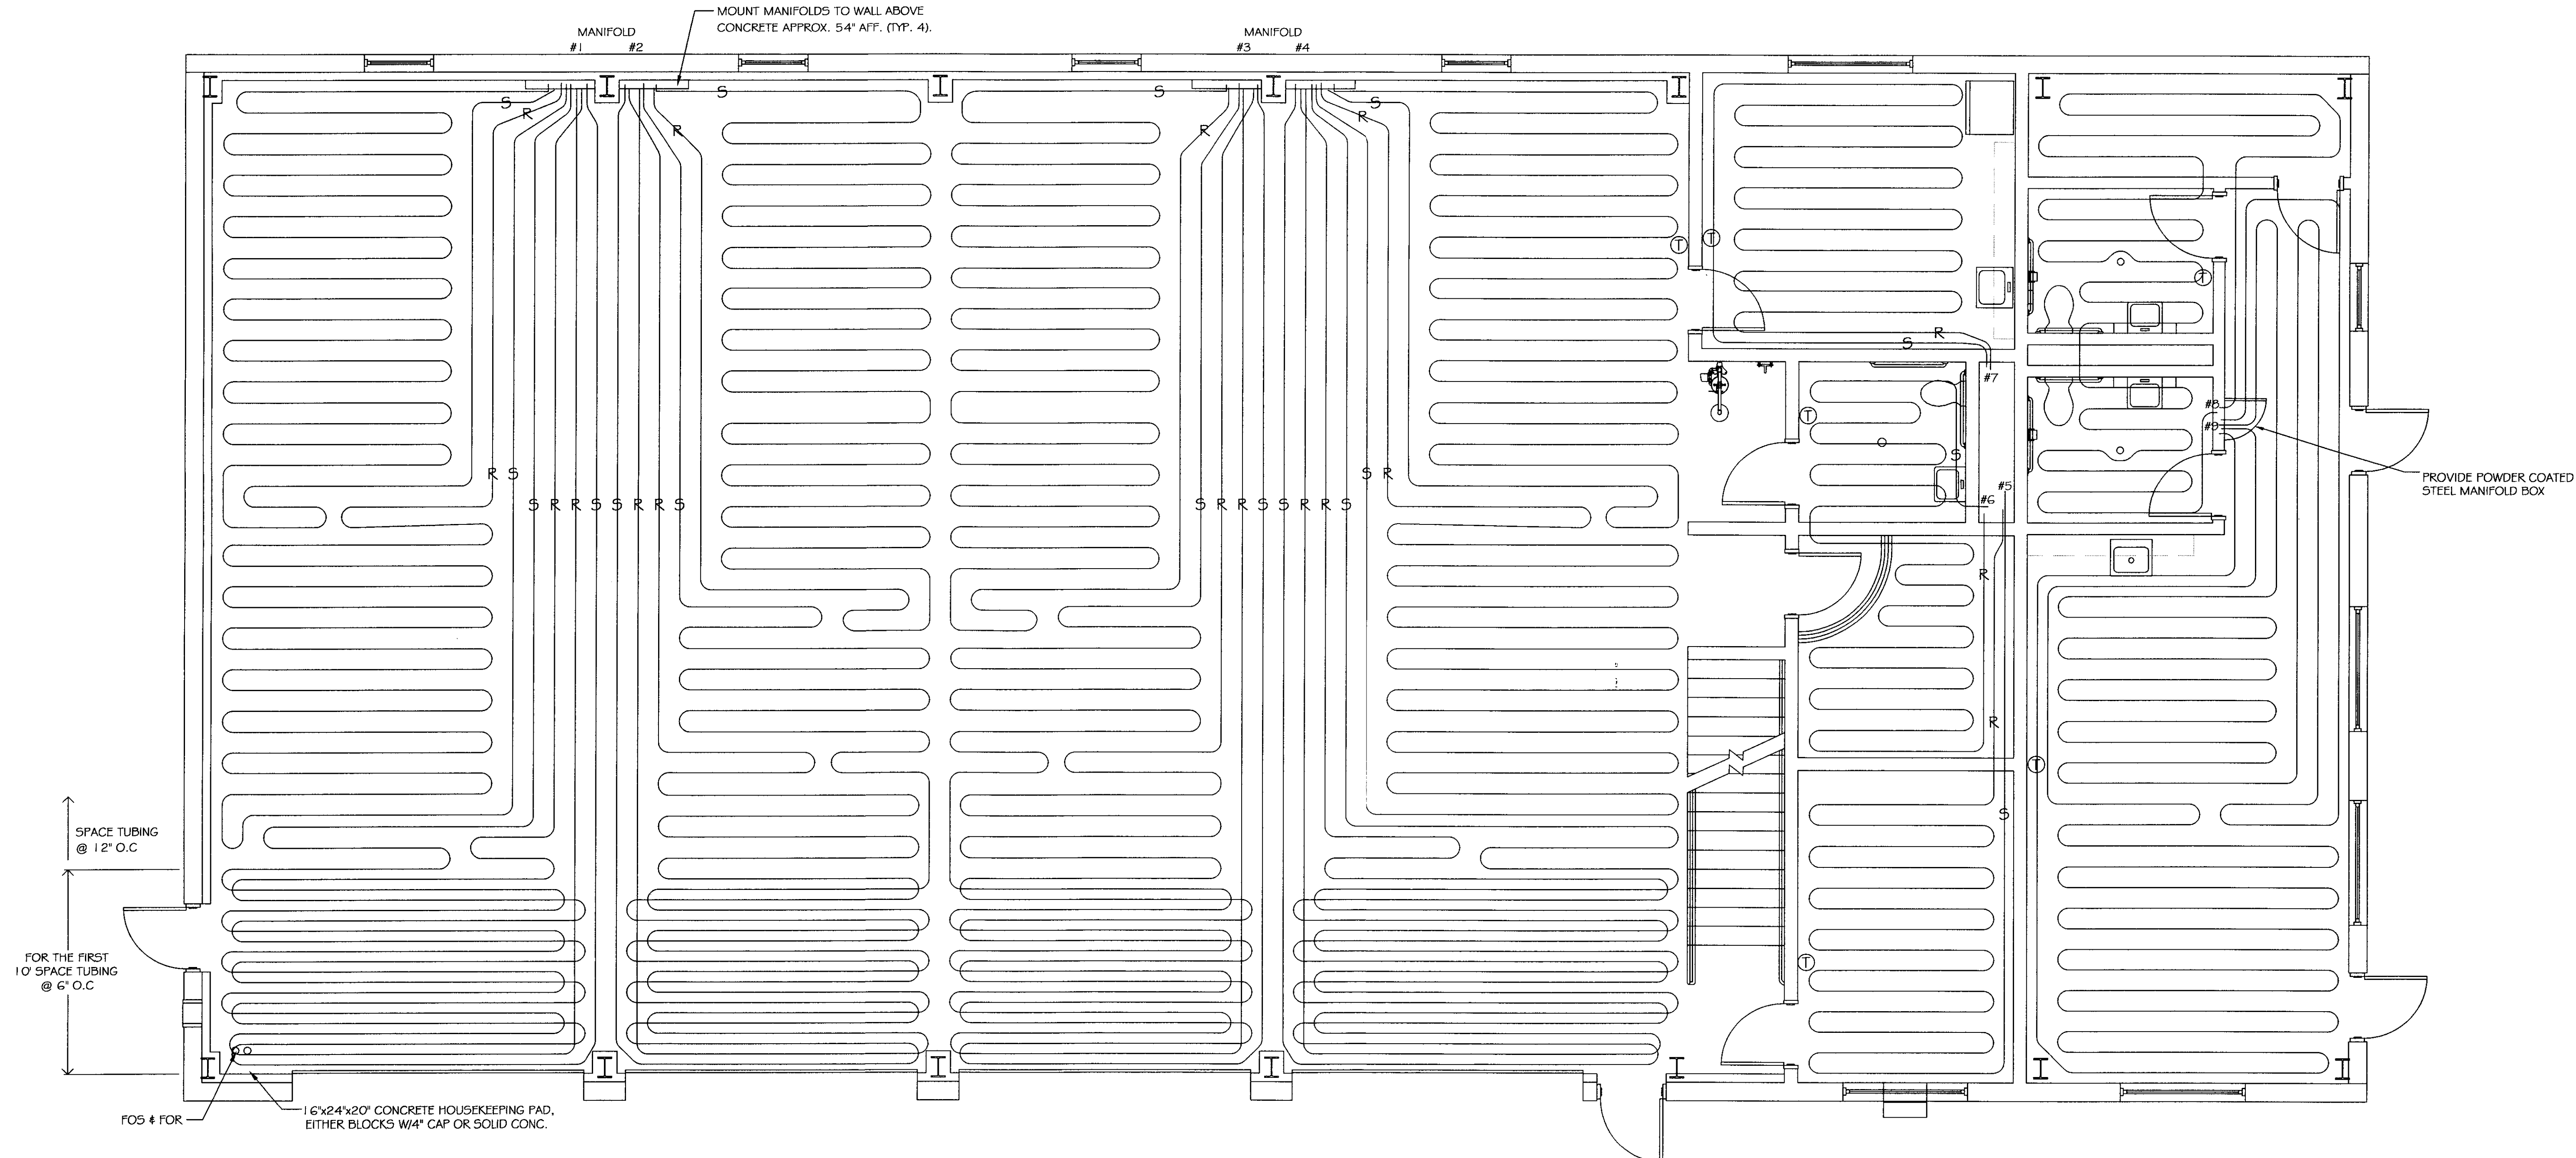 MOUNT MANIFOLDS TO WALL ABOVE
CONCRETE APPROX. 54" AFF. (TYP. 4).
MANIFOLD
#1 #2
MANIFOLD
#3 #4
S
R
S
R
S
R
S
R
T
T
T
R
S
#7
T
#8
#9
S
#5
#6
R S
S R R S S R R S
S R R S S R R S
S R
PROVIDE POWDER COATED
STEEL MANIFOLD BOX
R
R
T
S
T
SPACE TUBING
@ 12" O.C
FOR THE FIRST
10' SPACE TUBING
@ 6" O.C
FOS & FOR
16"x24"x20" CONCRETE HOUSEKEEPING PAD,
EITHER BLOCKS W/4" CAP OR SOLID CONC.